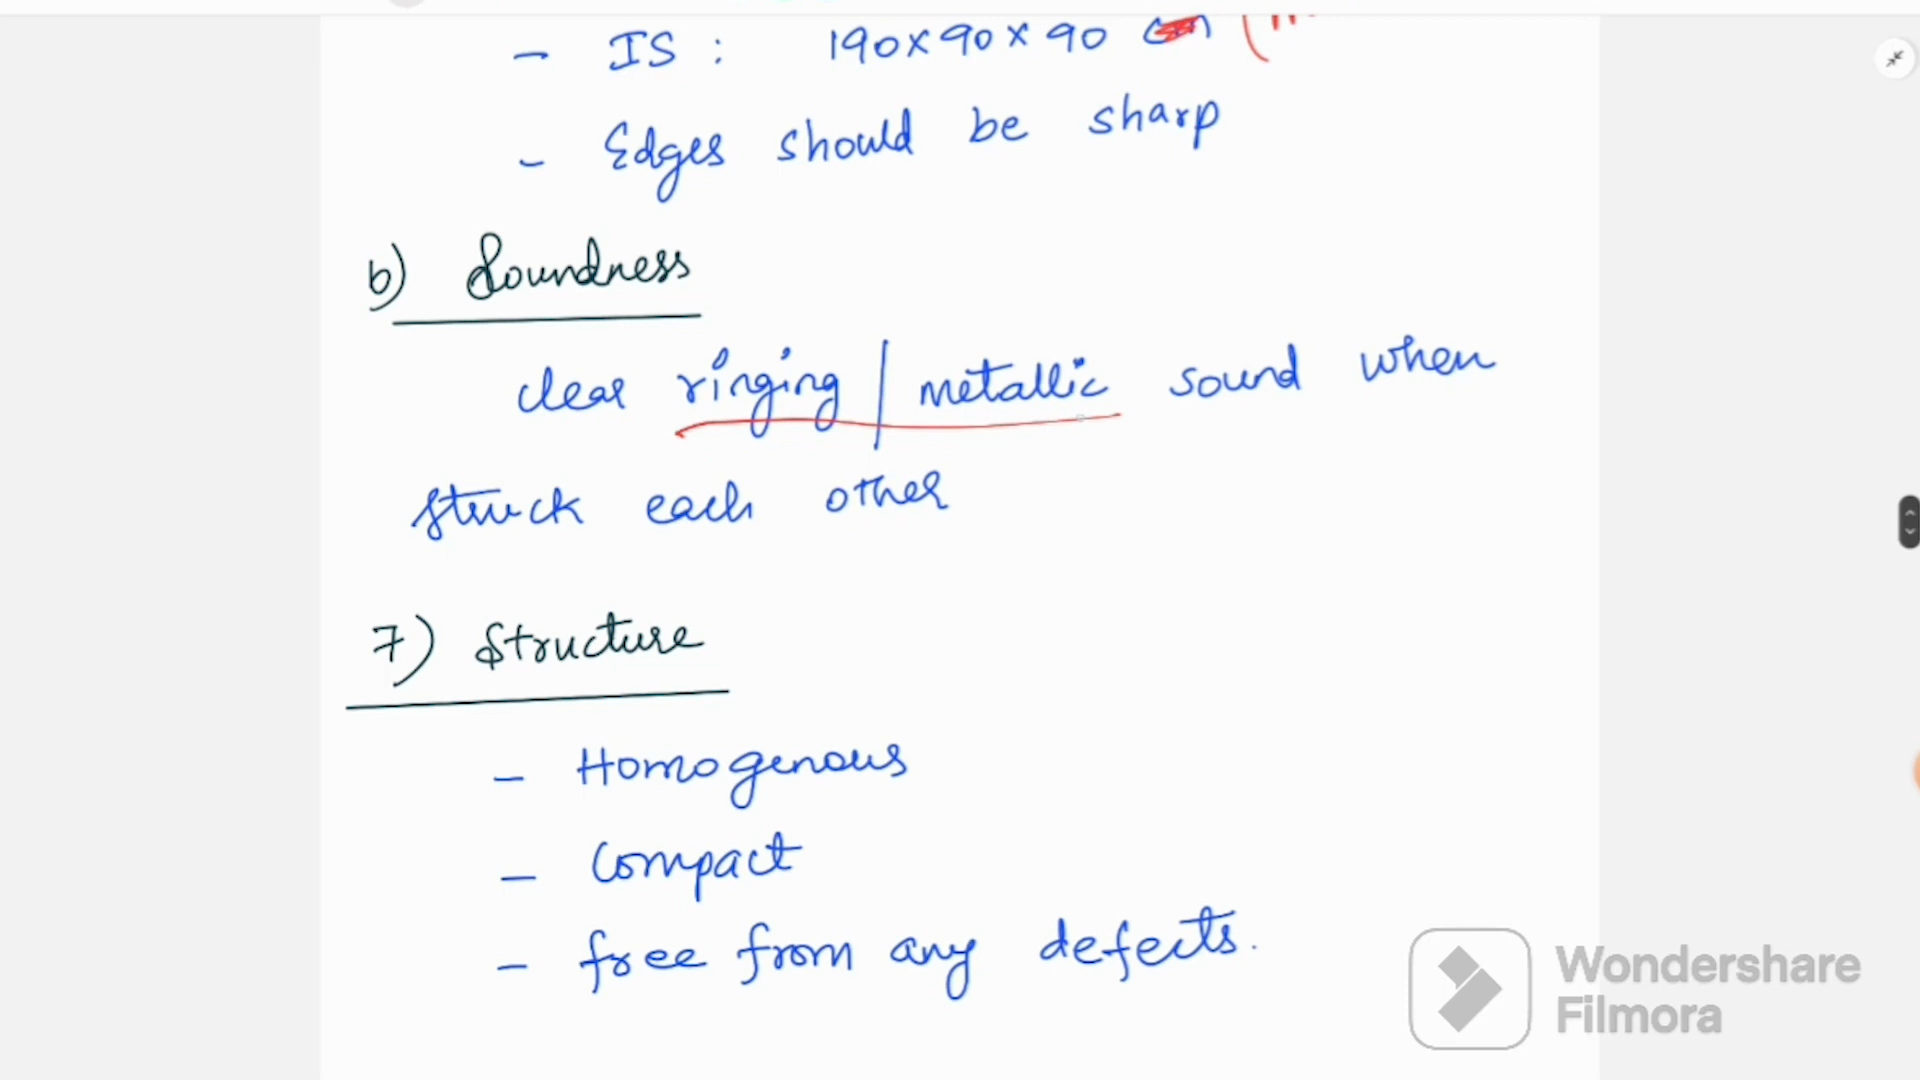 - IS : 190x90x90
- Edges should be sharp
6) Soundness
clear ringing / metallic sound when
struck each other
7) Structure
- Homogenous
- Compact
- free from any defects.
Wondershare
Filmora